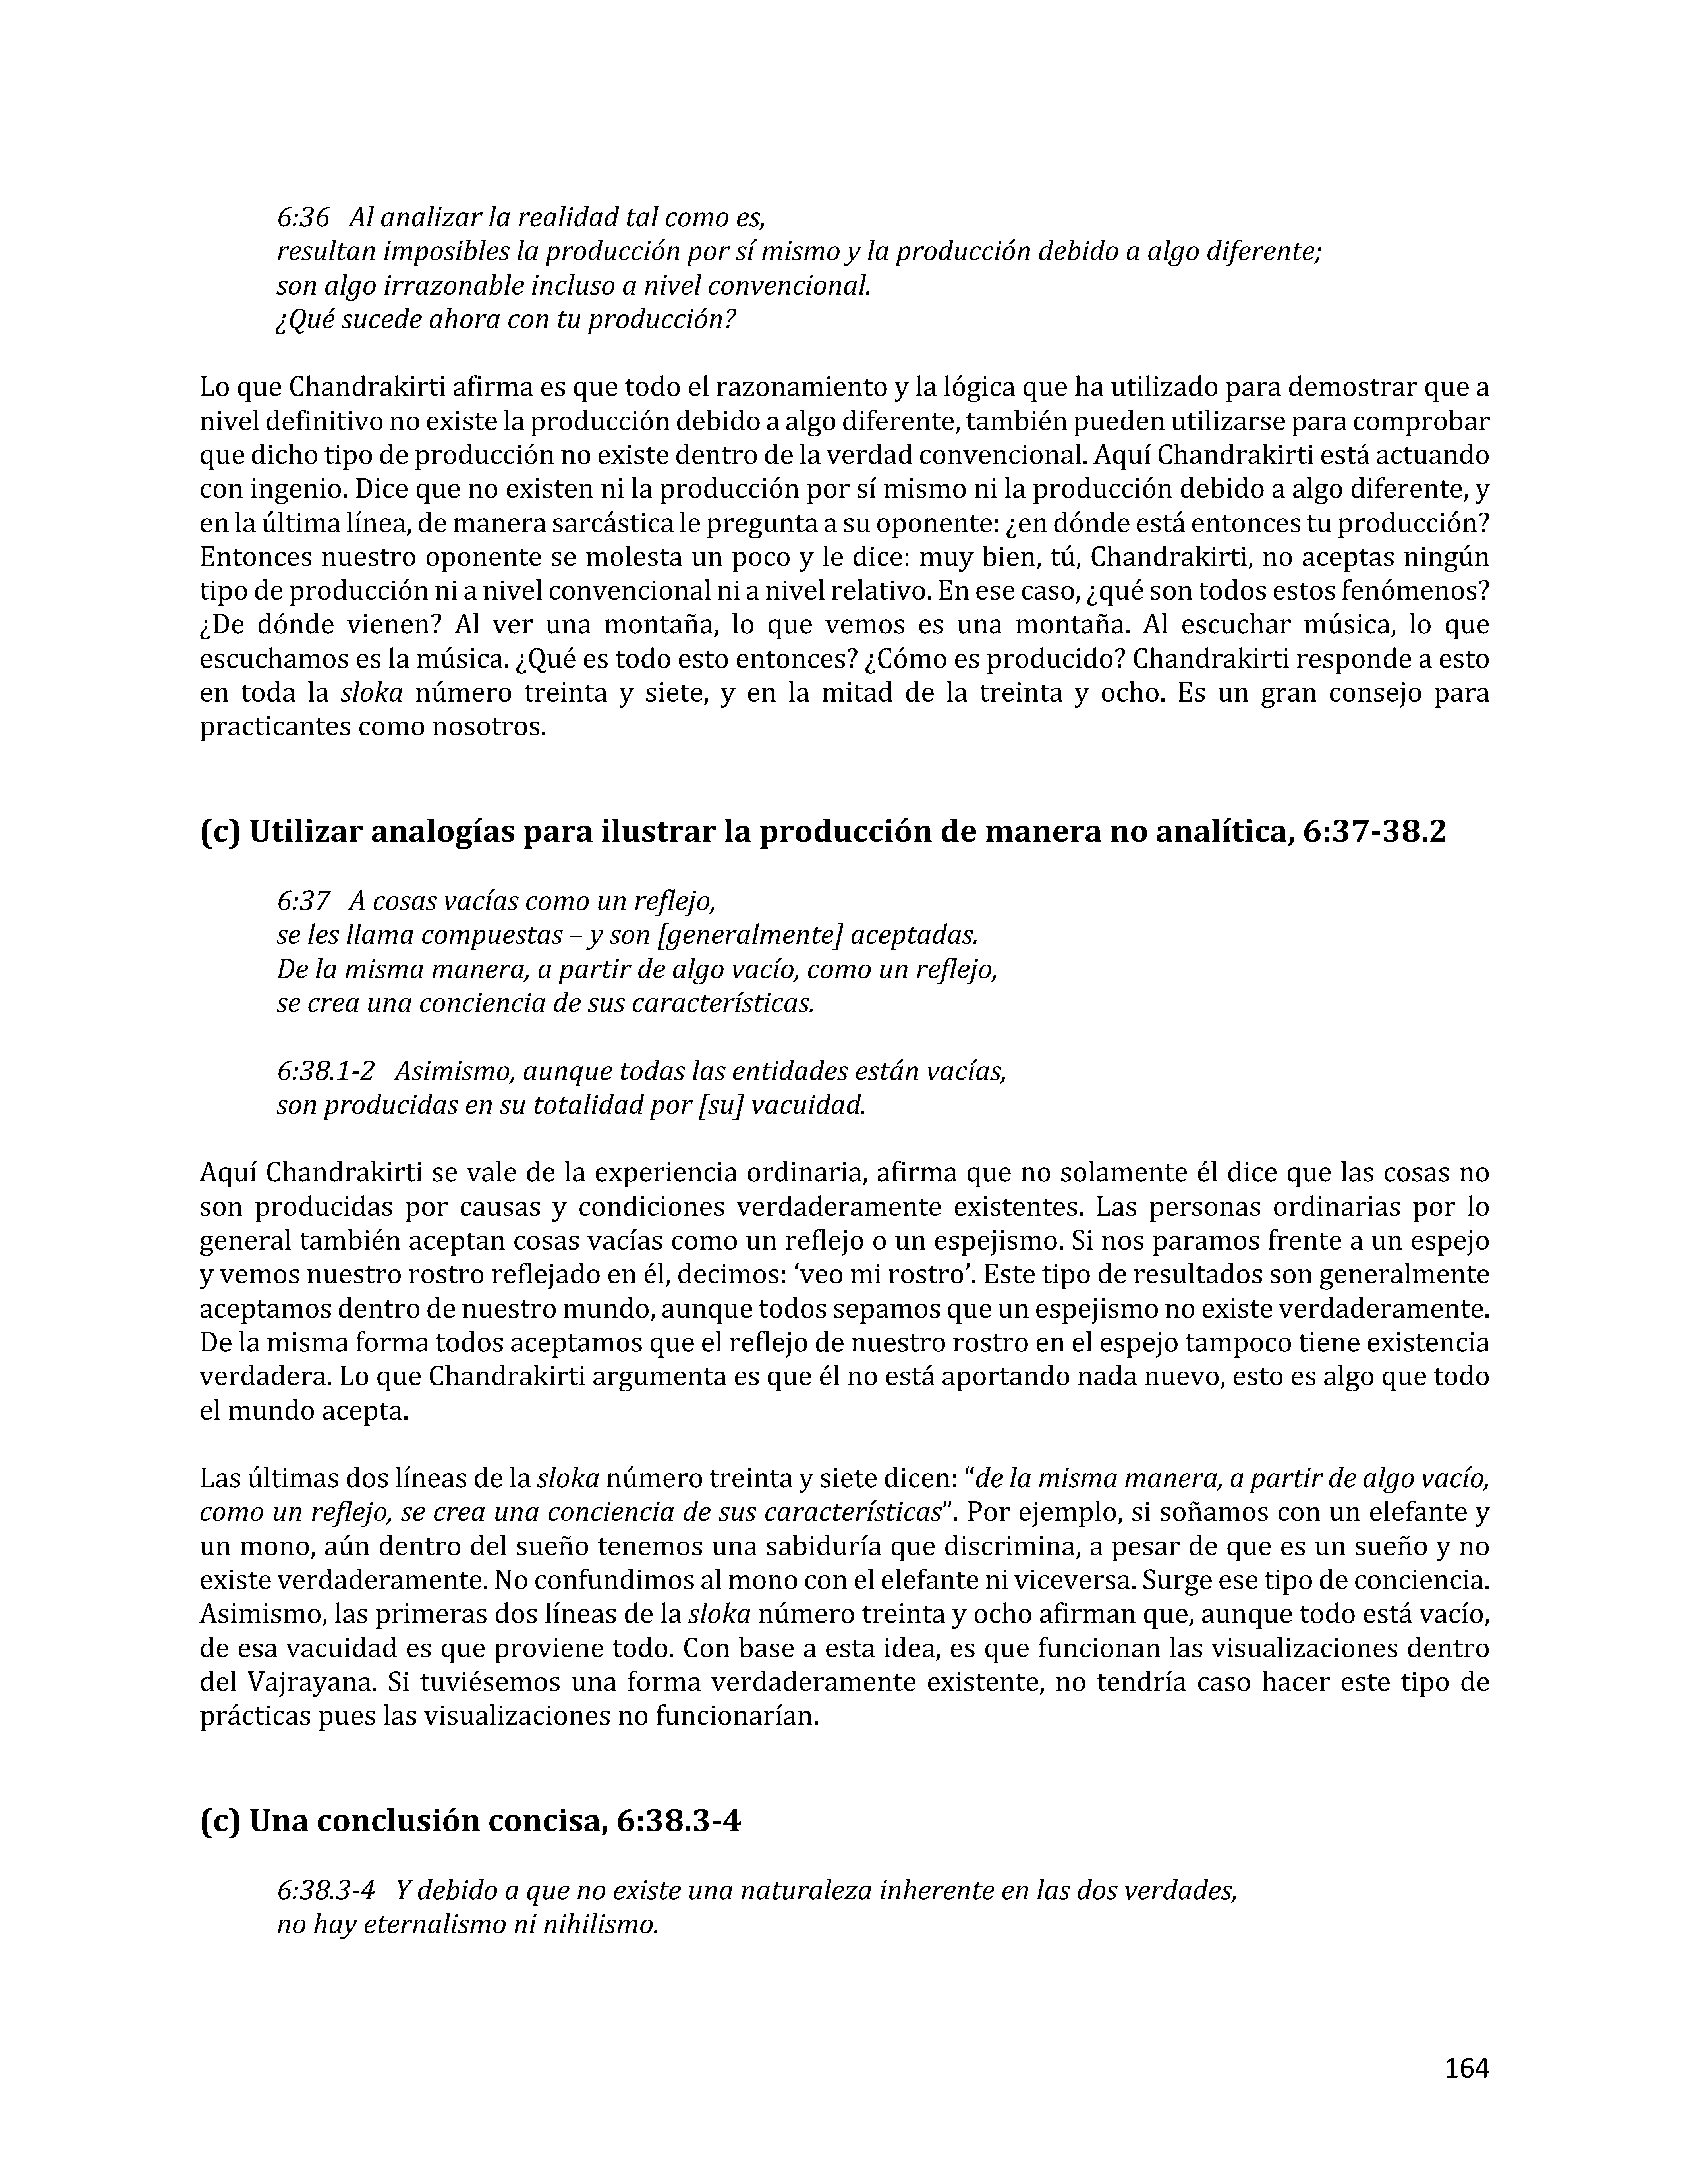 6:36 Al analizar la realidad tal como es,
resultan imposibles la producción por sí mismo y la producción debido a algo diferente;
son algo irrazonable incluso a nivel convencional.
¿Qué sucede ahora con tu producción?
Lo que Chandrakirti afirma es que todo el razonamiento y la lógica que ha utilizado para demostrar que a
nivel definitivo no existe la producción debido a algo diferente, también pueden utilizarse para comprobar
que dicho tipo de producción no existe dentro de la verdad convencional. Aquí Chandrakirti está actuando
con ingenio. Dice que no existen ni la producción por sí mismo ni la producción debido a algo diferente, y
en la última línea, de manera sarcástica le pregunta a su oponente: ¿en dónde está entonces tu producción?
Entonces nuestro oponente se molesta un poco y le dice: muy bien, tú, Chandrakirti, no aceptas ningún
tipo de producción ni a nivel convencional ni a nivel relativo. En ese caso, ¿qué son todos estos fenómenos?
¿De dónde vienen? Al ver una montaña, lo que vemos es una montaña. Al escuchar música, lo que
escuchamos es la música. ¿Qué es todo esto entonces? ¿Cómo es producido? Chandrakirti responde a esto
en toda la sloka número treinta y siete, y en la mitad de la treinta y ocho. Es un gran consejo para
practicantes como nosotros.
(c) Utilizar analogías para ilustrar la producción de manera no analítica, 6:37-38.2
6:37 A cosas vacías como un reflejo,
se les llama compuestas – y son [generalmente] aceptadas.
De la misma manera, a partir de algo vacío, como un reflejo,
se crea una conciencia de sus características.
6:38.1-2 Asimismo, aunque todas las entidades están vacías,
son producidas en su totalidad por [su] vacuidad.
Aquí Chandrakirti se vale de la experiencia ordinaria, afirma que no solamente él dice que las cosas no
son producidas por causas y condiciones verdaderamente existentes. Las personas ordinarias por lo
general también aceptan cosas vacías como un reflejo o un espejismo. Si nos paramos frente a un espejo
y vemos nuestro rostro reflejado en él, decimos: ‘veo mi rostro’. Este tipo de resultados son generalmente
aceptamos dentro de nuestro mundo, aunque todos sepamos que un espejismo no existe verdaderamente.
De la misma forma todos aceptamos que el reflejo de nuestro rostro en el espejo tampoco tiene existencia
verdadera. Lo que Chandrakirti argumenta es que él no está aportando nada nuevo, esto es algo que todo
el mundo acepta.
Las últimas dos líneas de la sloka número treinta y siete dicen: “de la misma manera, a partir de algo vacío,
como un reflejo, se crea una conciencia de sus características”. Por ejemplo, si soñamos con un elefante y
un mono, aún dentro del sueño tenemos una sabiduría que discrimina, a pesar de que es un sueño y no
existe verdaderamente. No confundimos al mono con el elefante ni viceversa. Surge ese tipo de conciencia.
Asimismo, las primeras dos líneas de la sloka número treinta y ocho afirman que, aunque todo está vacío,
de esa vacuidad es que proviene todo. Con base a esta idea, es que funcionan las visualizaciones dentro
del Vajrayana. Si tuviésemos una forma verdaderamente existente, no tendría caso hacer este tipo de
prácticas pues las visualizaciones no funcionarían.
(c) Una conclusión concisa, 6:38.3-4
6:38.3-4 Y debido a que no existe una naturaleza inherente en las dos verdades,
no hay eternalismo ni nihilismo.
164